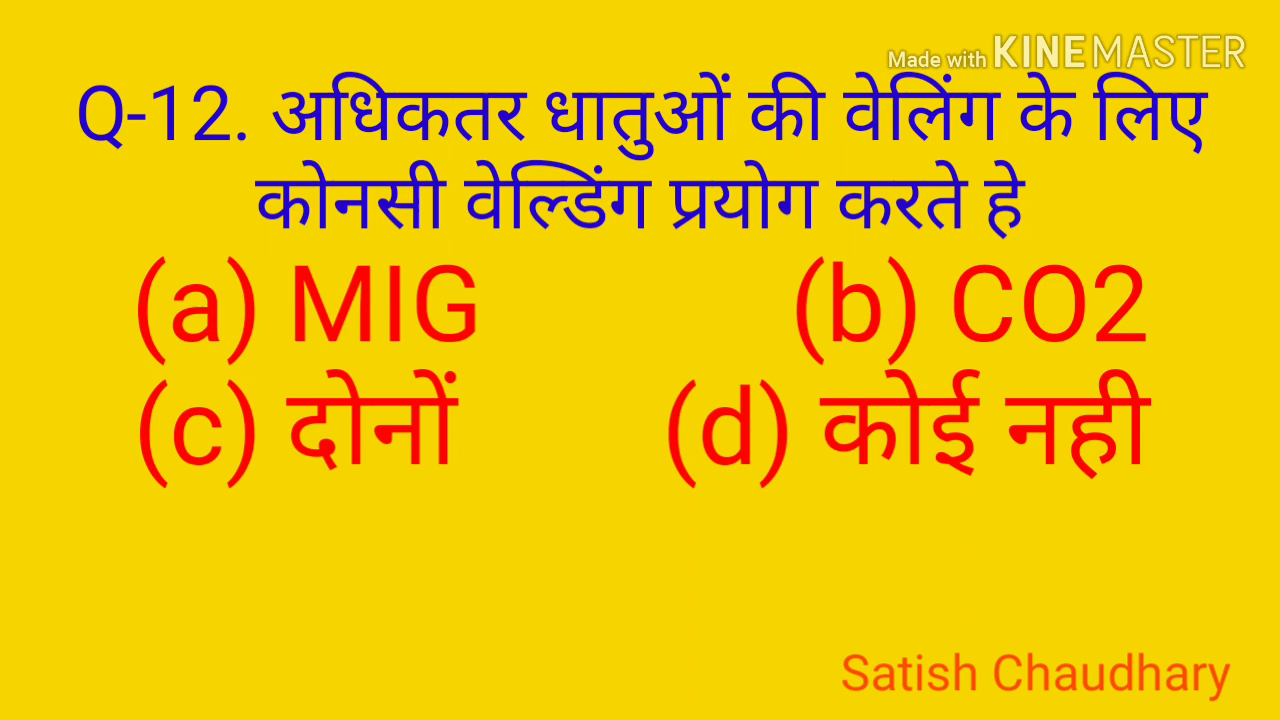 Made with KINEMASTER
Q-12. अधिकतर धातुओं की वेलिंग के लिए
कोनसी वेल्डिंग प्रयोग करते हे
(a) MIG (b) CO2
(c) दोनों (d) कोई नही
Satish Chaudhary